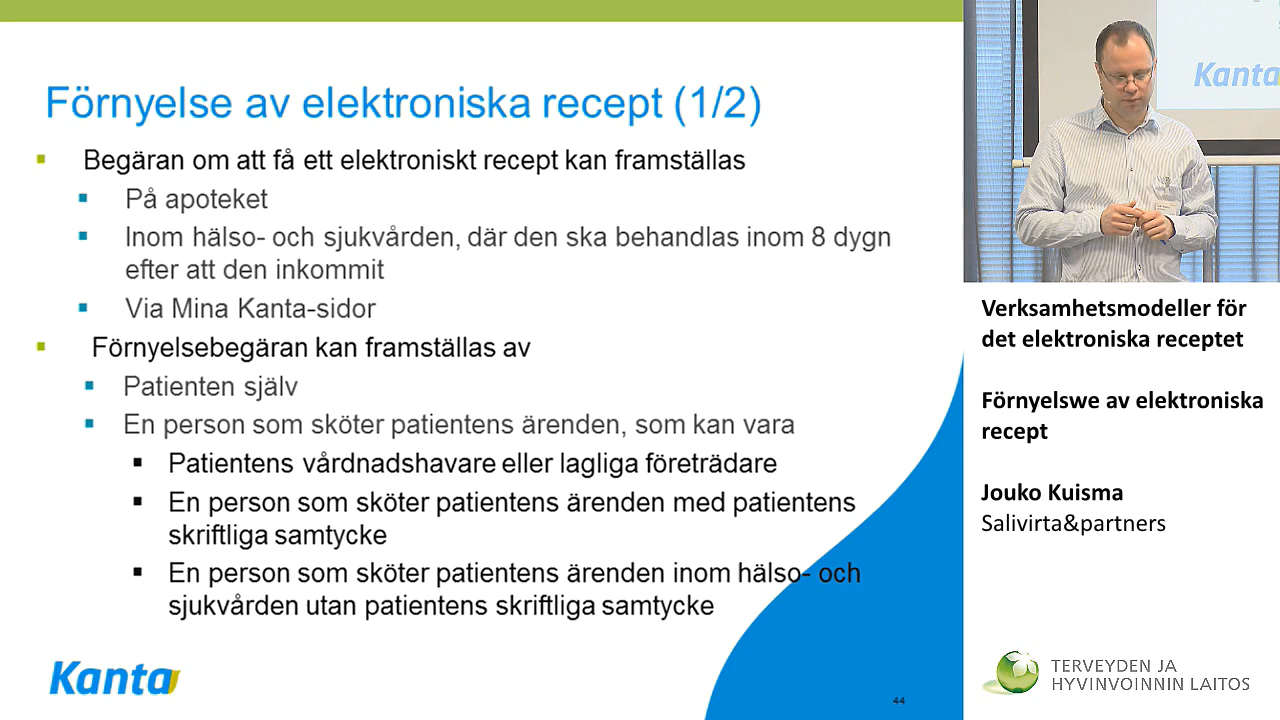 Förnyelse av elektroniska recept (1/2)
Begäran om att få ett elektroniskt recept kan framställas
På apoteket
Inom hälso- och sjukvården, där den ska behandlas inom 8 dygn
efter att den inkommit
Via Mina Kanta-sidor
Förnyelsebegäran kan framställas av
Patienten själv
En person som sköter patientens ärenden, som kan vara
Patientens vårdnadshavare eller lagliga företrädare
En person som sköter patientens ärenden med patientens
skriftliga samtycke
En person som sköter patientens ärenden inom hälso- och
sjukvården utan patientens skriftliga samtycke
Kanta
44
Kanta
Verksamhetsmodeller för
det elektroniska receptet
Förnyelswe av elektroniska
recept
Jouko Kuisma
Salivirta&partners
TERVEYDEN JA
HYVINVOINNIN LAITOS